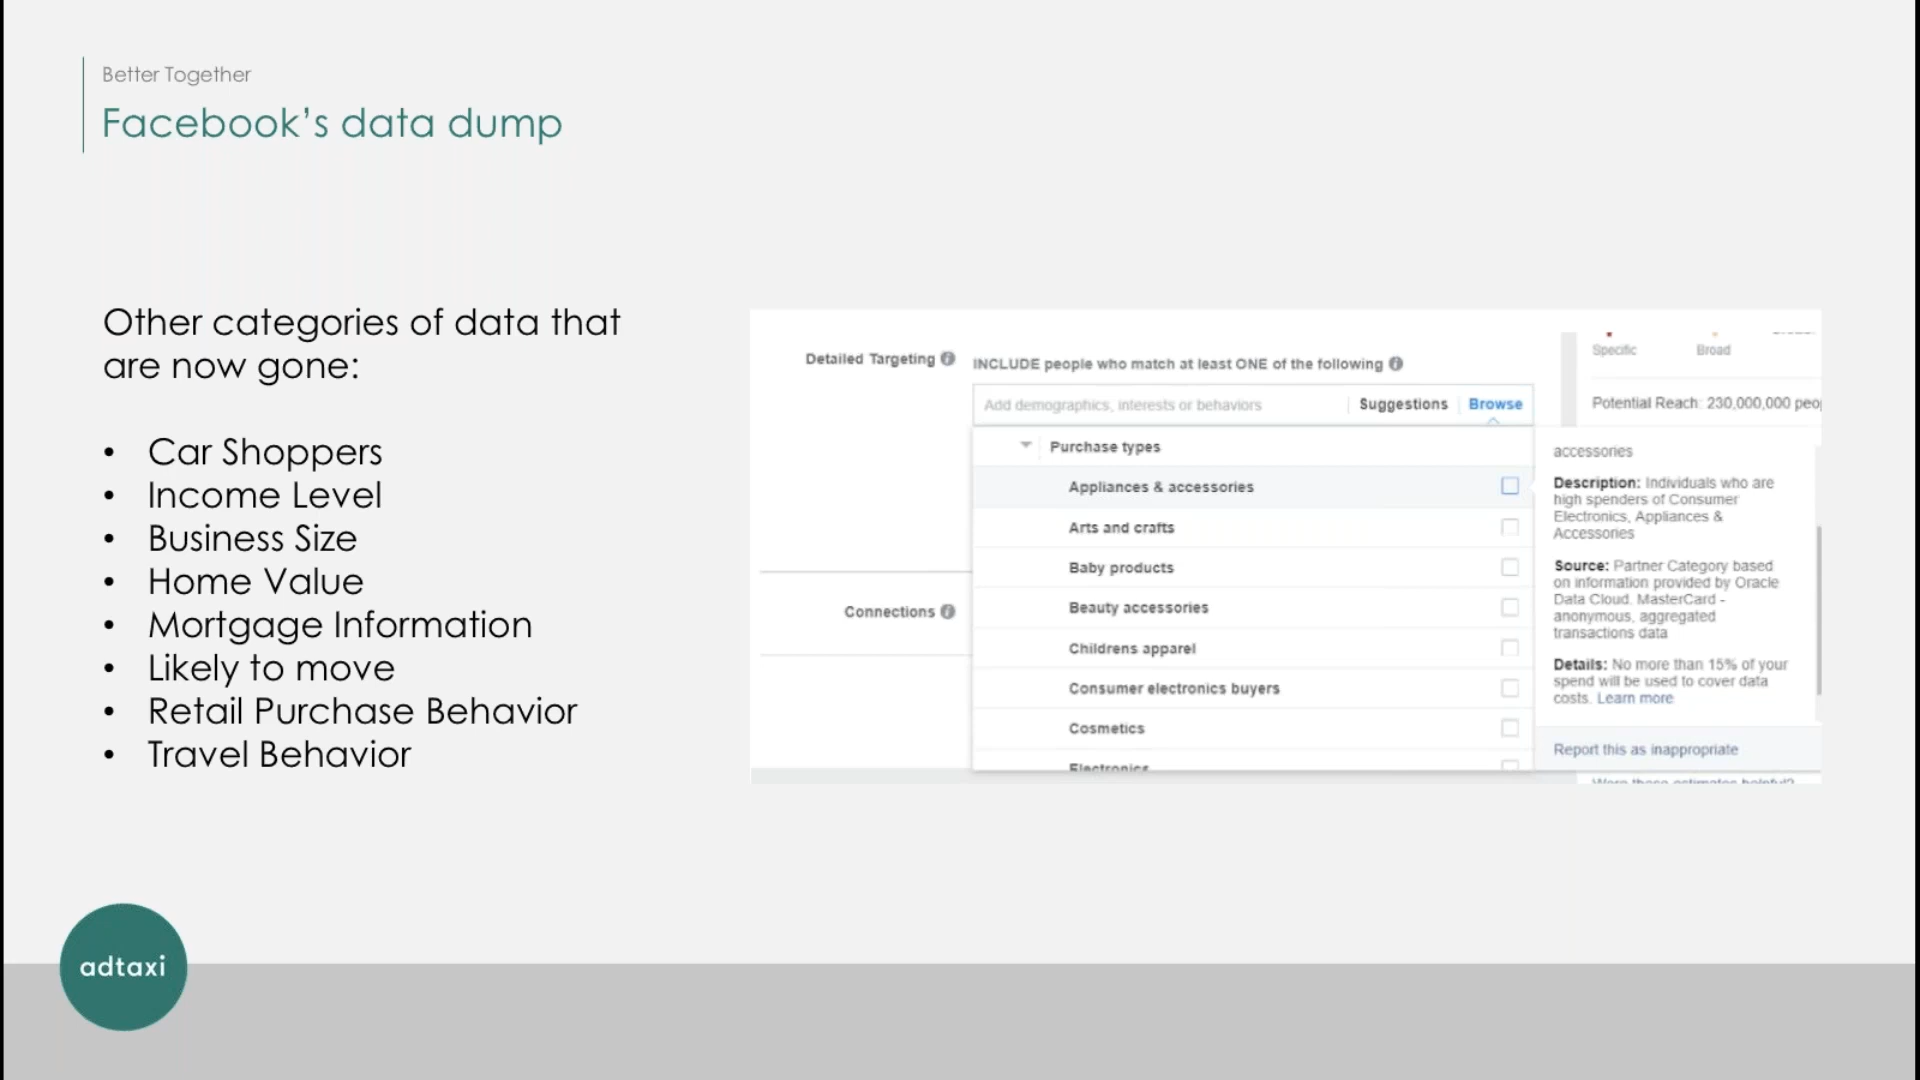 Better Together
Facebook's data dump
Other categories of data that
are now gone:
• Car Shoppers
• Income Level
• Business Size
• Home Value
• Mortgage Information
• Likely to move
• Retail Purchase Behavior
• Travel Behavior
Detailed Targeting
INCLUDE people who match at least ONE of the following
Add demographics, interests or behaviors
Suggestions
Browse
Purchase types
Appliances & accessories
Arts and crafts
Baby products
Beauty accessories
Childrens apparel
Consumer electronics buyers
Cosmetics
Electronics
Connections
Specific
Broad
Potential Reach: 230,000,000 peo
accessories
Description: Individuals who are
high spenders of Consumer
Electronics, Appliances &
Accessories
Source: Partner Category based
on information provided by Oracle
Data Cloud. MasterCard -
anonymous, aggregated
transactions data
Details: No more than 15% of your
spend will be used to cover data
costs. Learn more
Report this as inappropriate
Were these estimates helpful?
adtaxi